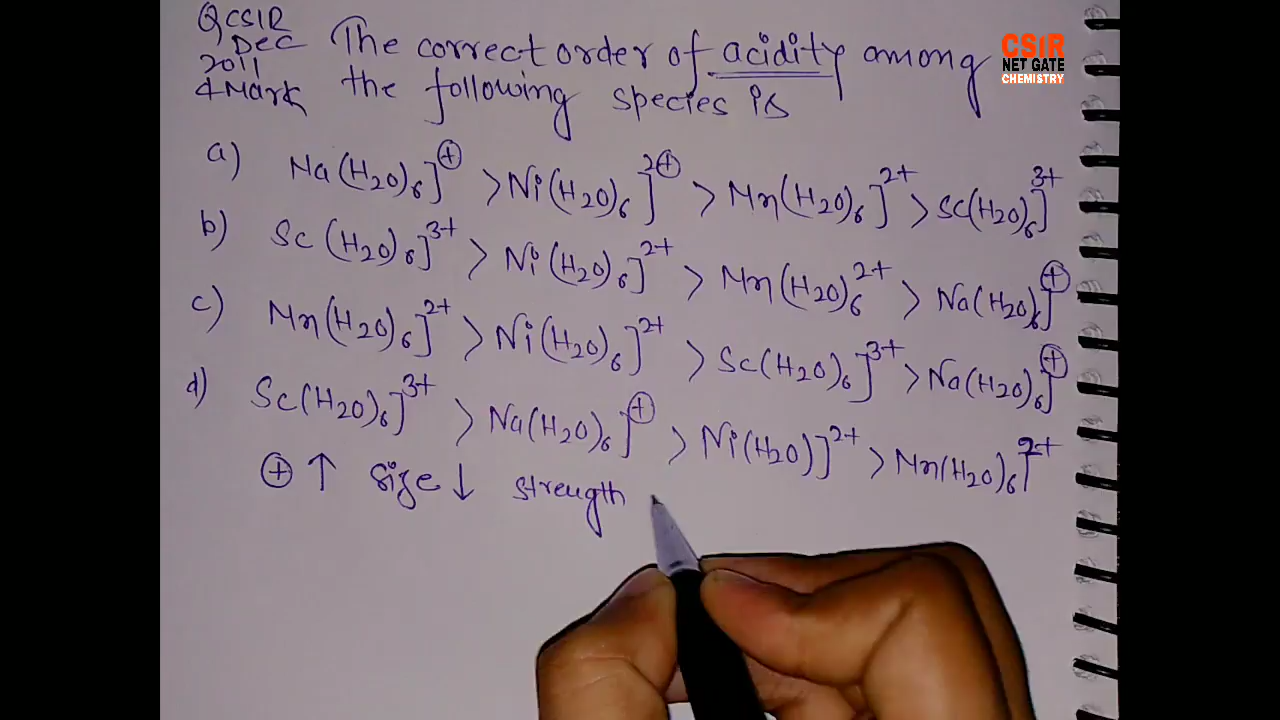 QCSIR
Dec
2011
4 Mark
The correct order of acidity among
the following species is
CSIR
NET GATE
CHEMISTRY
a) Na(H2O)6]⊕ > Ni(H2O)6]2⊕ > Mn(H2O)6]2+ > Sc(H2O)6]3+
b) Sc(H2O)6]3+ > Ni(H2O)6]2+ > Mn(H2O)6 2+ > Na(H2O)6]⊕
c) Mn(H2O)6]2+ > Ni(H2O)6]2+ > Sc(H2O)6]3+ > Na(H2O)6]⊕
d) Sc(H2O)6]3+ > Na(H2O)6]⊕ > Ni(H2O)]2+ > Mn(H2O)6]2+
⊕ ↑ Size ↓ strength